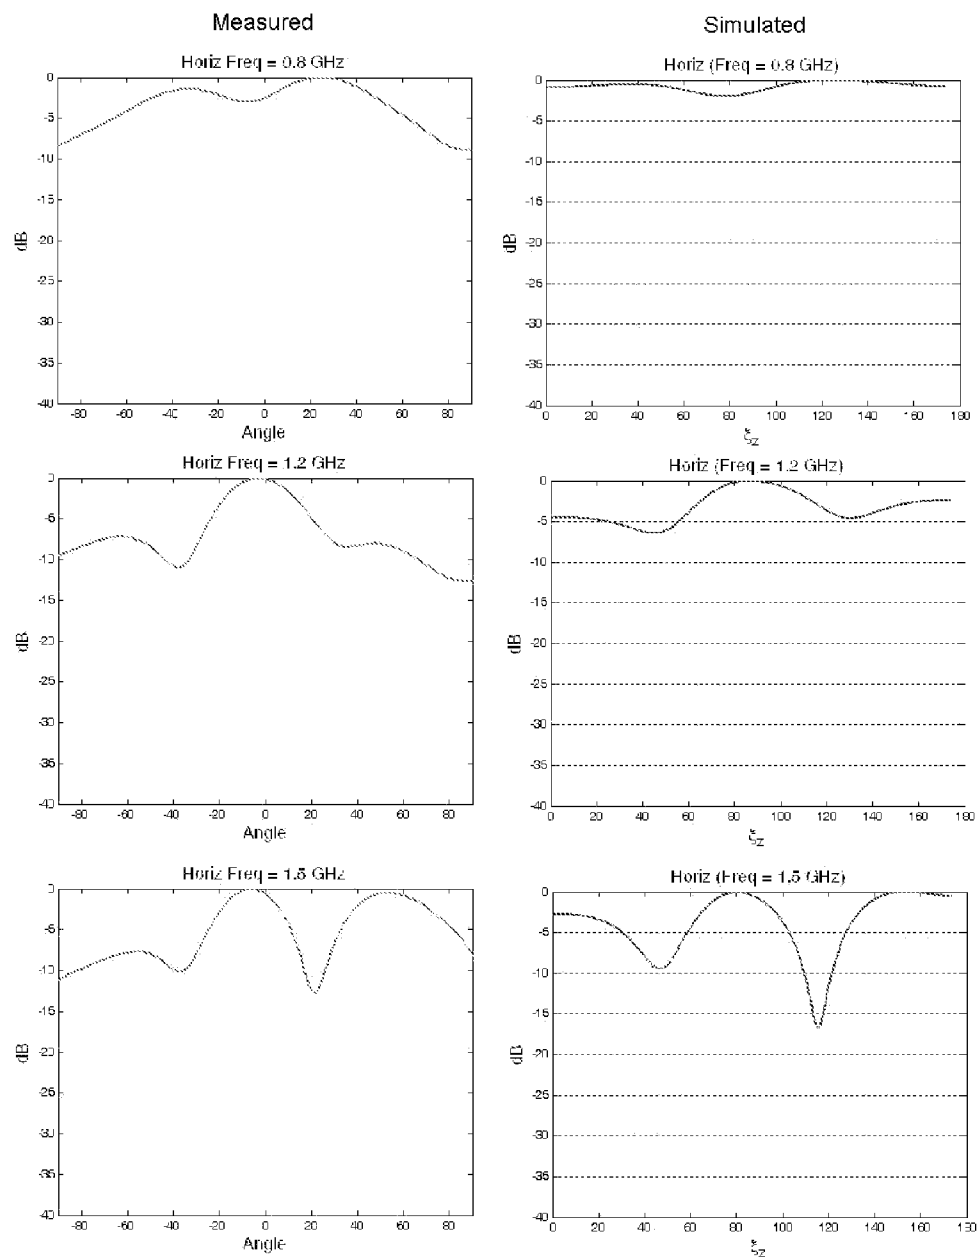 Measured
Simulated
Horiz Freq = 0.8 GHz
0
-5
-10
-15
-20
-25
-30
-35
-40
dB
-80 -60 -40 -20 0 20 40 60 80
Angle
Horiz (Freq = 0.8 GHz)
0
-5
-10
-15
-20
-25
-30
-35
-40
dB
0 20 40 60 80 100 120 140 160 180
ξz
Horiz Freq = 1.2 GHz
0
-5
-10
-15
-20
-25
-30
-35
-40
dB
-80 -60 -40 -20 0 20 40 60 80
Angle
Horiz (Freq = 1.2 GHz)
0
-5
-10
-15
-20
-25
-30
-35
-40
dB
0 20 40 60 80 100 120 140 160 180
ξz
Horiz Freq = 1.5 GHz
0
-5
-10
-15
-20
-25
-30
-35
-40
dB
-80 -60 -40 -20 0 20 40 60 80
Angle
Horiz (Freq = 1.5 GHz)
0
-5
-10
-15
-20
-25
-30
-35
-40
dB
0 20 40 60 80 100 120 140 160 180
ξz